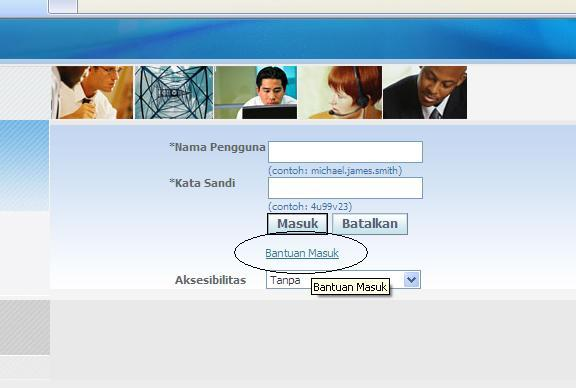 *Nama Pengguna
(contoh: michael.james.smith)
*Kata Sandi
(contoh: 4u99v23)
Masuk Batalkan
Bantuan Masuk
Aksesibilitas Tanpa
Bantuan Masuk